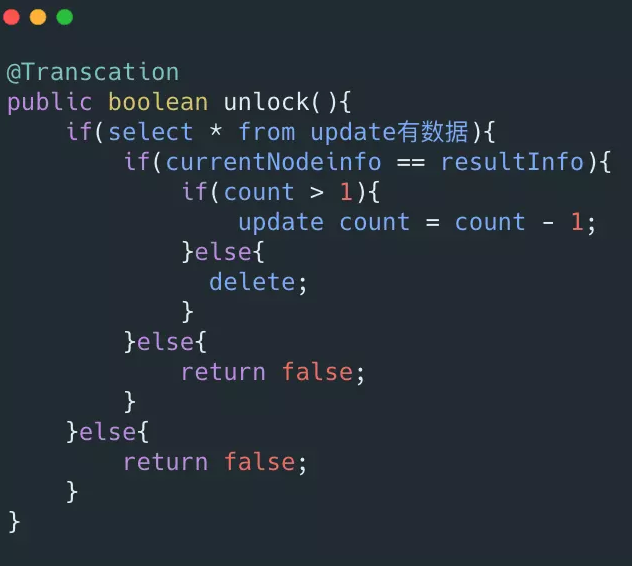 @Transcation
public boolean unlock(){
    if(select * from update有数据){
        if(currentNodeinfo == resultInfo){
            if(count > 1){
                update count = count - 1;
            }else{
              delete;
            }
        }else{
            return false;
        }
    }else{
        return false;
    }
}